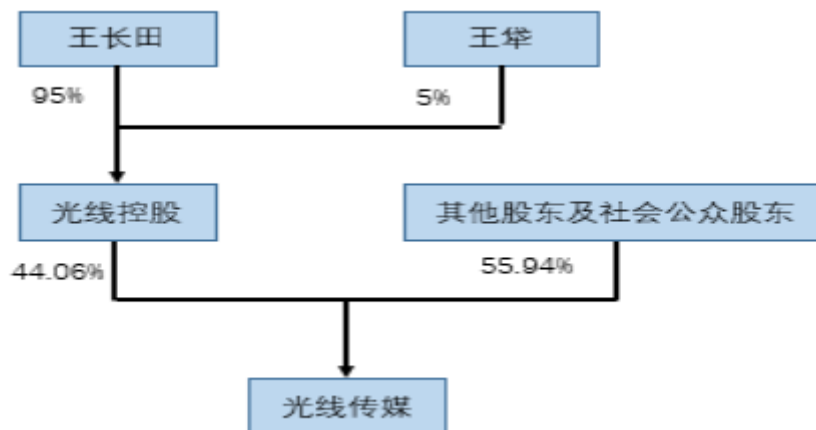 王长田
王牮
95%
5%
光线控股
其他股东及社会公众股东
44.06%
55.94%
光线传媒